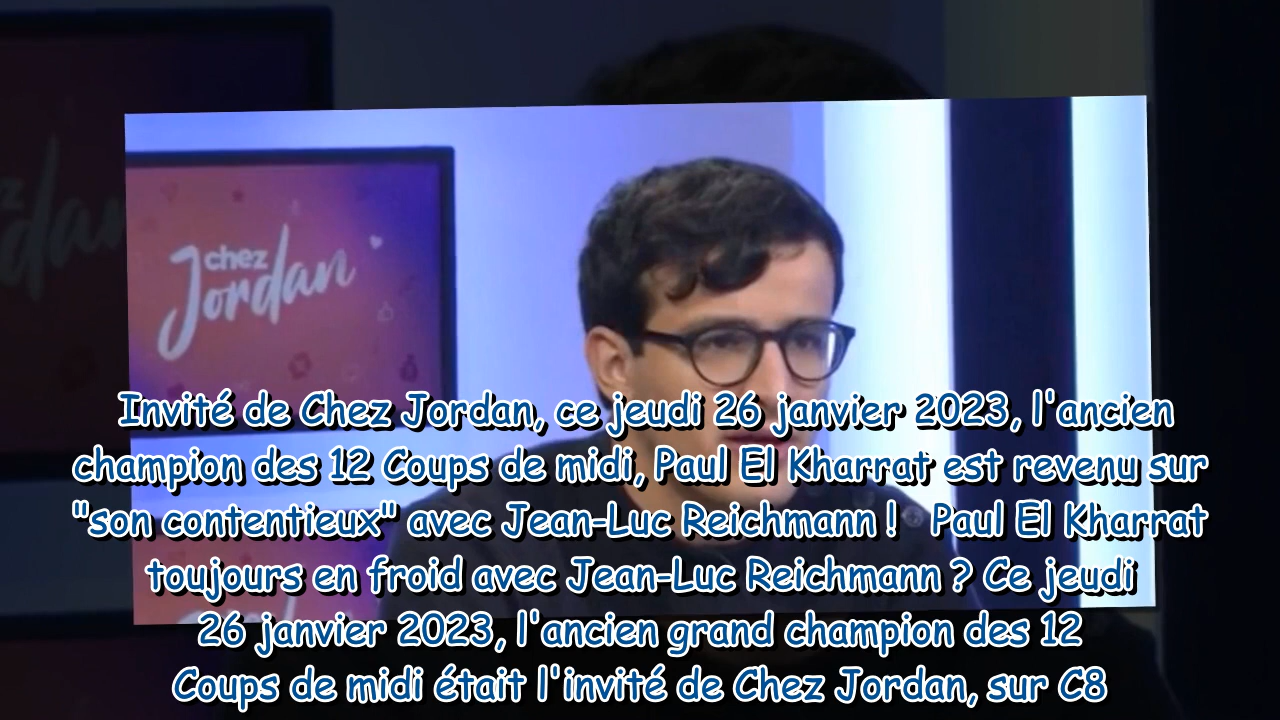 chez
Jordan
Invité de Chez Jordan, ce jeudi 26 janvier 2023, l'ancien
champion des 12 Coups de midi, Paul El Kharrat est revenu sur
"son contentieux" avec Jean-Luc Reichmann !   Paul El Kharrat
toujours en froid avec Jean-Luc Reichmann ? Ce jeudi
26 janvier 2023, l'ancien grand champion des 12
Coups de midi était l'invité de Chez Jordan, sur C8